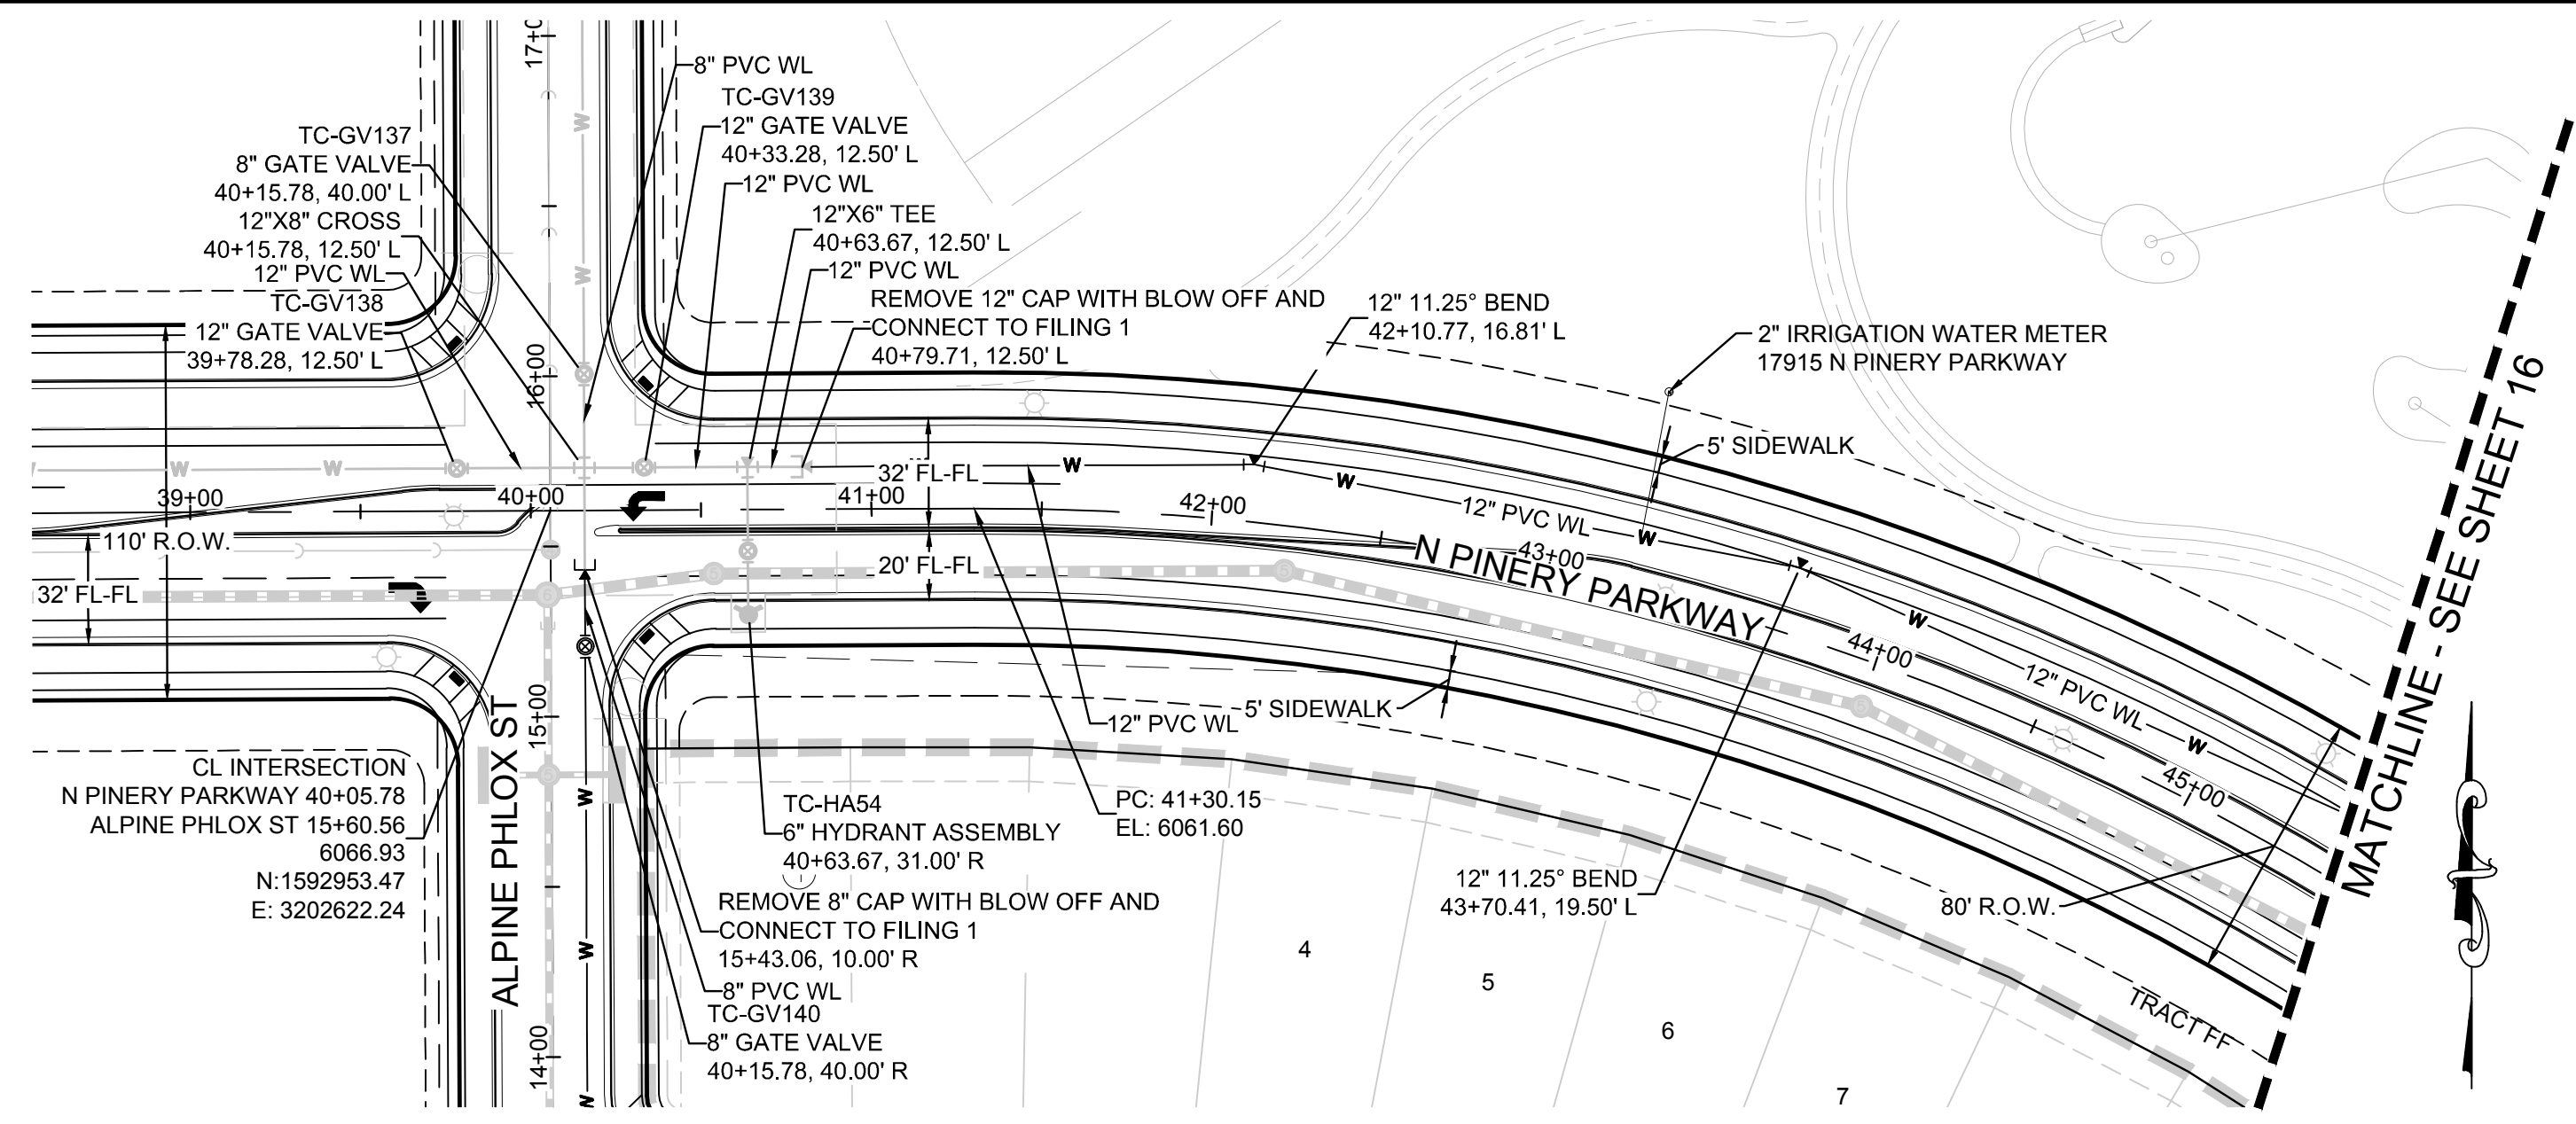 17+0
8" PVC WL
TC-GV139
12" GATE VALVE
40+33.28, 12.50' L
12" PVC WL
12"X6" TEE
40+63.67, 12.50' L
12" PVC WL
REMOVE 12" CAP WITH BLOW OFF AND
CONNECT TO FILING 1
40+79.71, 12.50' L
TC-GV137
8" GATE VALVE
40+15.78, 40.00' L
12"X8" CROSS
40+15.78, 12.50' L
12" PVC WL
TC-GV138
12" GATE VALVE
39+78.28, 12.50' L
12" 11.25° BEND
42+10.77, 16.81' L
2" IRRIGATION WATER METER
17915 N PINERY PARKWAY
5' SIDEWALK
MATCHLINE - SEE SHEET 16
W
W
16+00
W
W
W
W
W
12" PVC WL
W
W
12" PVC WL
W
39+00
40+00
41+00
42+00
43+00
44+00
45+00
32' FL-FL
20' FL-FL
110' R.O.W.
32' FL-FL
N PINERY PARKWAY
5' SIDEWALK
12" PVC WL
15+00
ALPINE PHLOX ST
14+00
W
W
W
CL INTERSECTION
N PINERY PARKWAY 40+05.78
ALPINE PHLOX ST 15+60.56
6066.93
N:1592953.47
E: 3202622.24
TC-HA54
6" HYDRANT ASSEMBLY
40+63.67, 31.00' R
PC: 41+30.15
EL: 6061.60
REMOVE 8" CAP WITH BLOW OFF AND
CONNECT TO FILING 1
15+43.06, 10.00' R
8" PVC WL
TC-GV140
8" GATE VALVE
40+15.78, 40.00' R
12" 11.25° BEND
43+70.41, 19.50' L
80' R.O.W.
TRACT FF
4
5
6
7